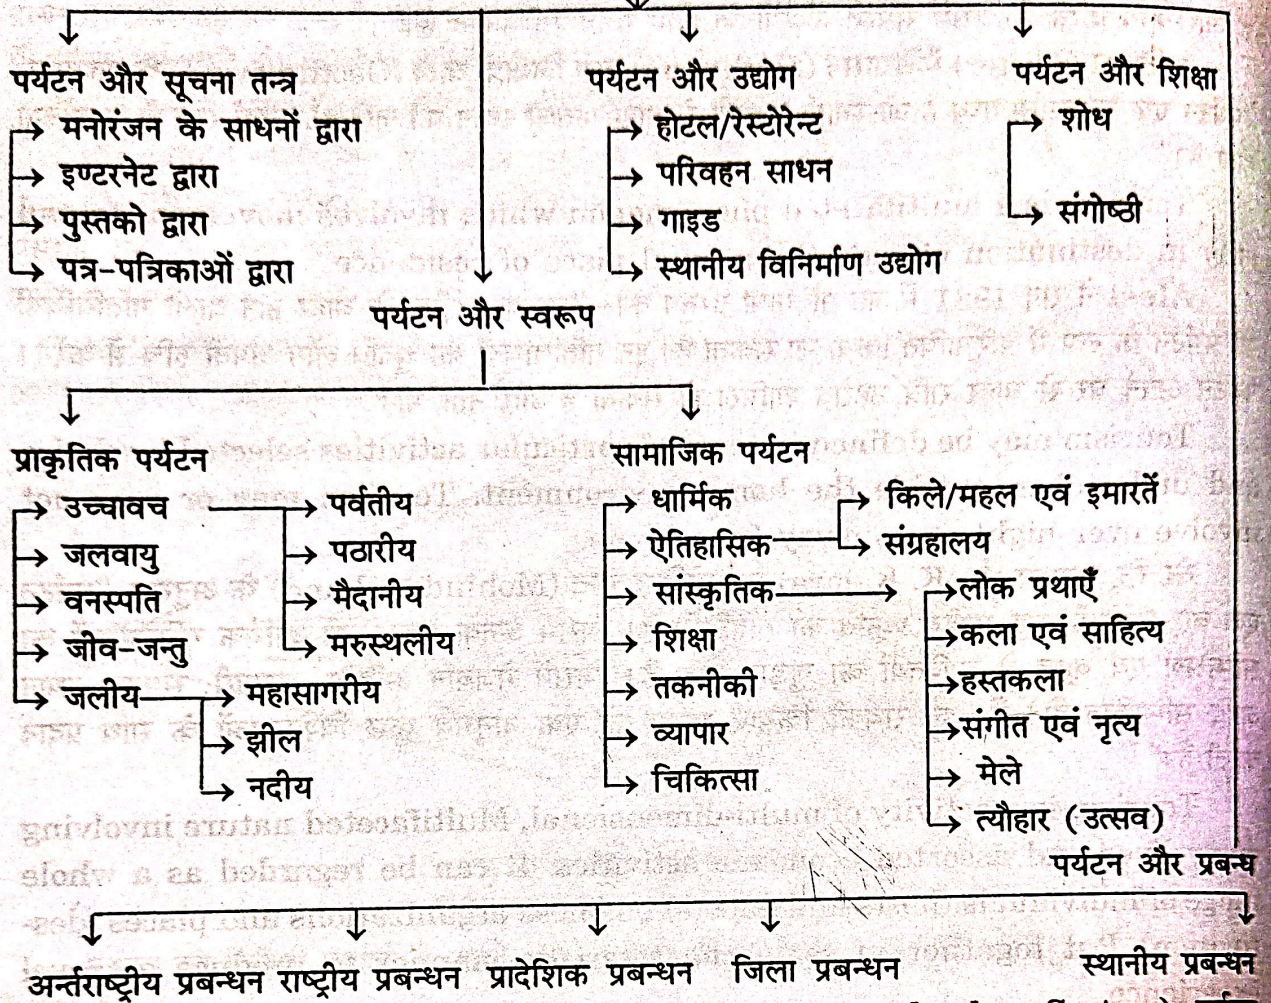 पर्यटन और सूचना तन्त्र
मनोरंजन के साधनों द्वारा
इण्टरनेट द्वारा
पुस्तको द्वारा
पत्र-पत्रिकाओं द्वारा
पर्यटन और उद्योग
होटल/रेस्टोरेन्ट
परिवहन साधन
गाइड
स्थानीय विनिर्माण उद्योग
पर्यटन और शिक्षा
शोध
संगोष्ठी
पर्यटन और स्वरूप
प्राकृतिक पर्यटन
उच्चावच
जलवायु
वनस्पति
जीव-जन्तु
जलीय
पर्वतीय
पठारीय
मैदानीय
मरुस्थलीय
महासागरीय
झील
नदीय
सामाजिक पर्यटन
धार्मिक
ऐतिहासिक
सांस्कृतिक
शिक्षा
तकनीकी
व्यापार
चिकित्सा
किले/महल एवं इमारतें
संग्रहालय
लोक प्रथाएँ
कला एवं साहित्य
हस्तकला
संगीत एवं नृत्य
मेले
त्यौहार (उत्सव)
पर्यटन और प्रबन्ध
अर्न्तराष्ट्रीय प्रबन्धन राष्ट्रीय प्रबन्धन प्रादेशिक प्रबन्धन जिला प्रबन्धन स्थानीय प्रबन्धन